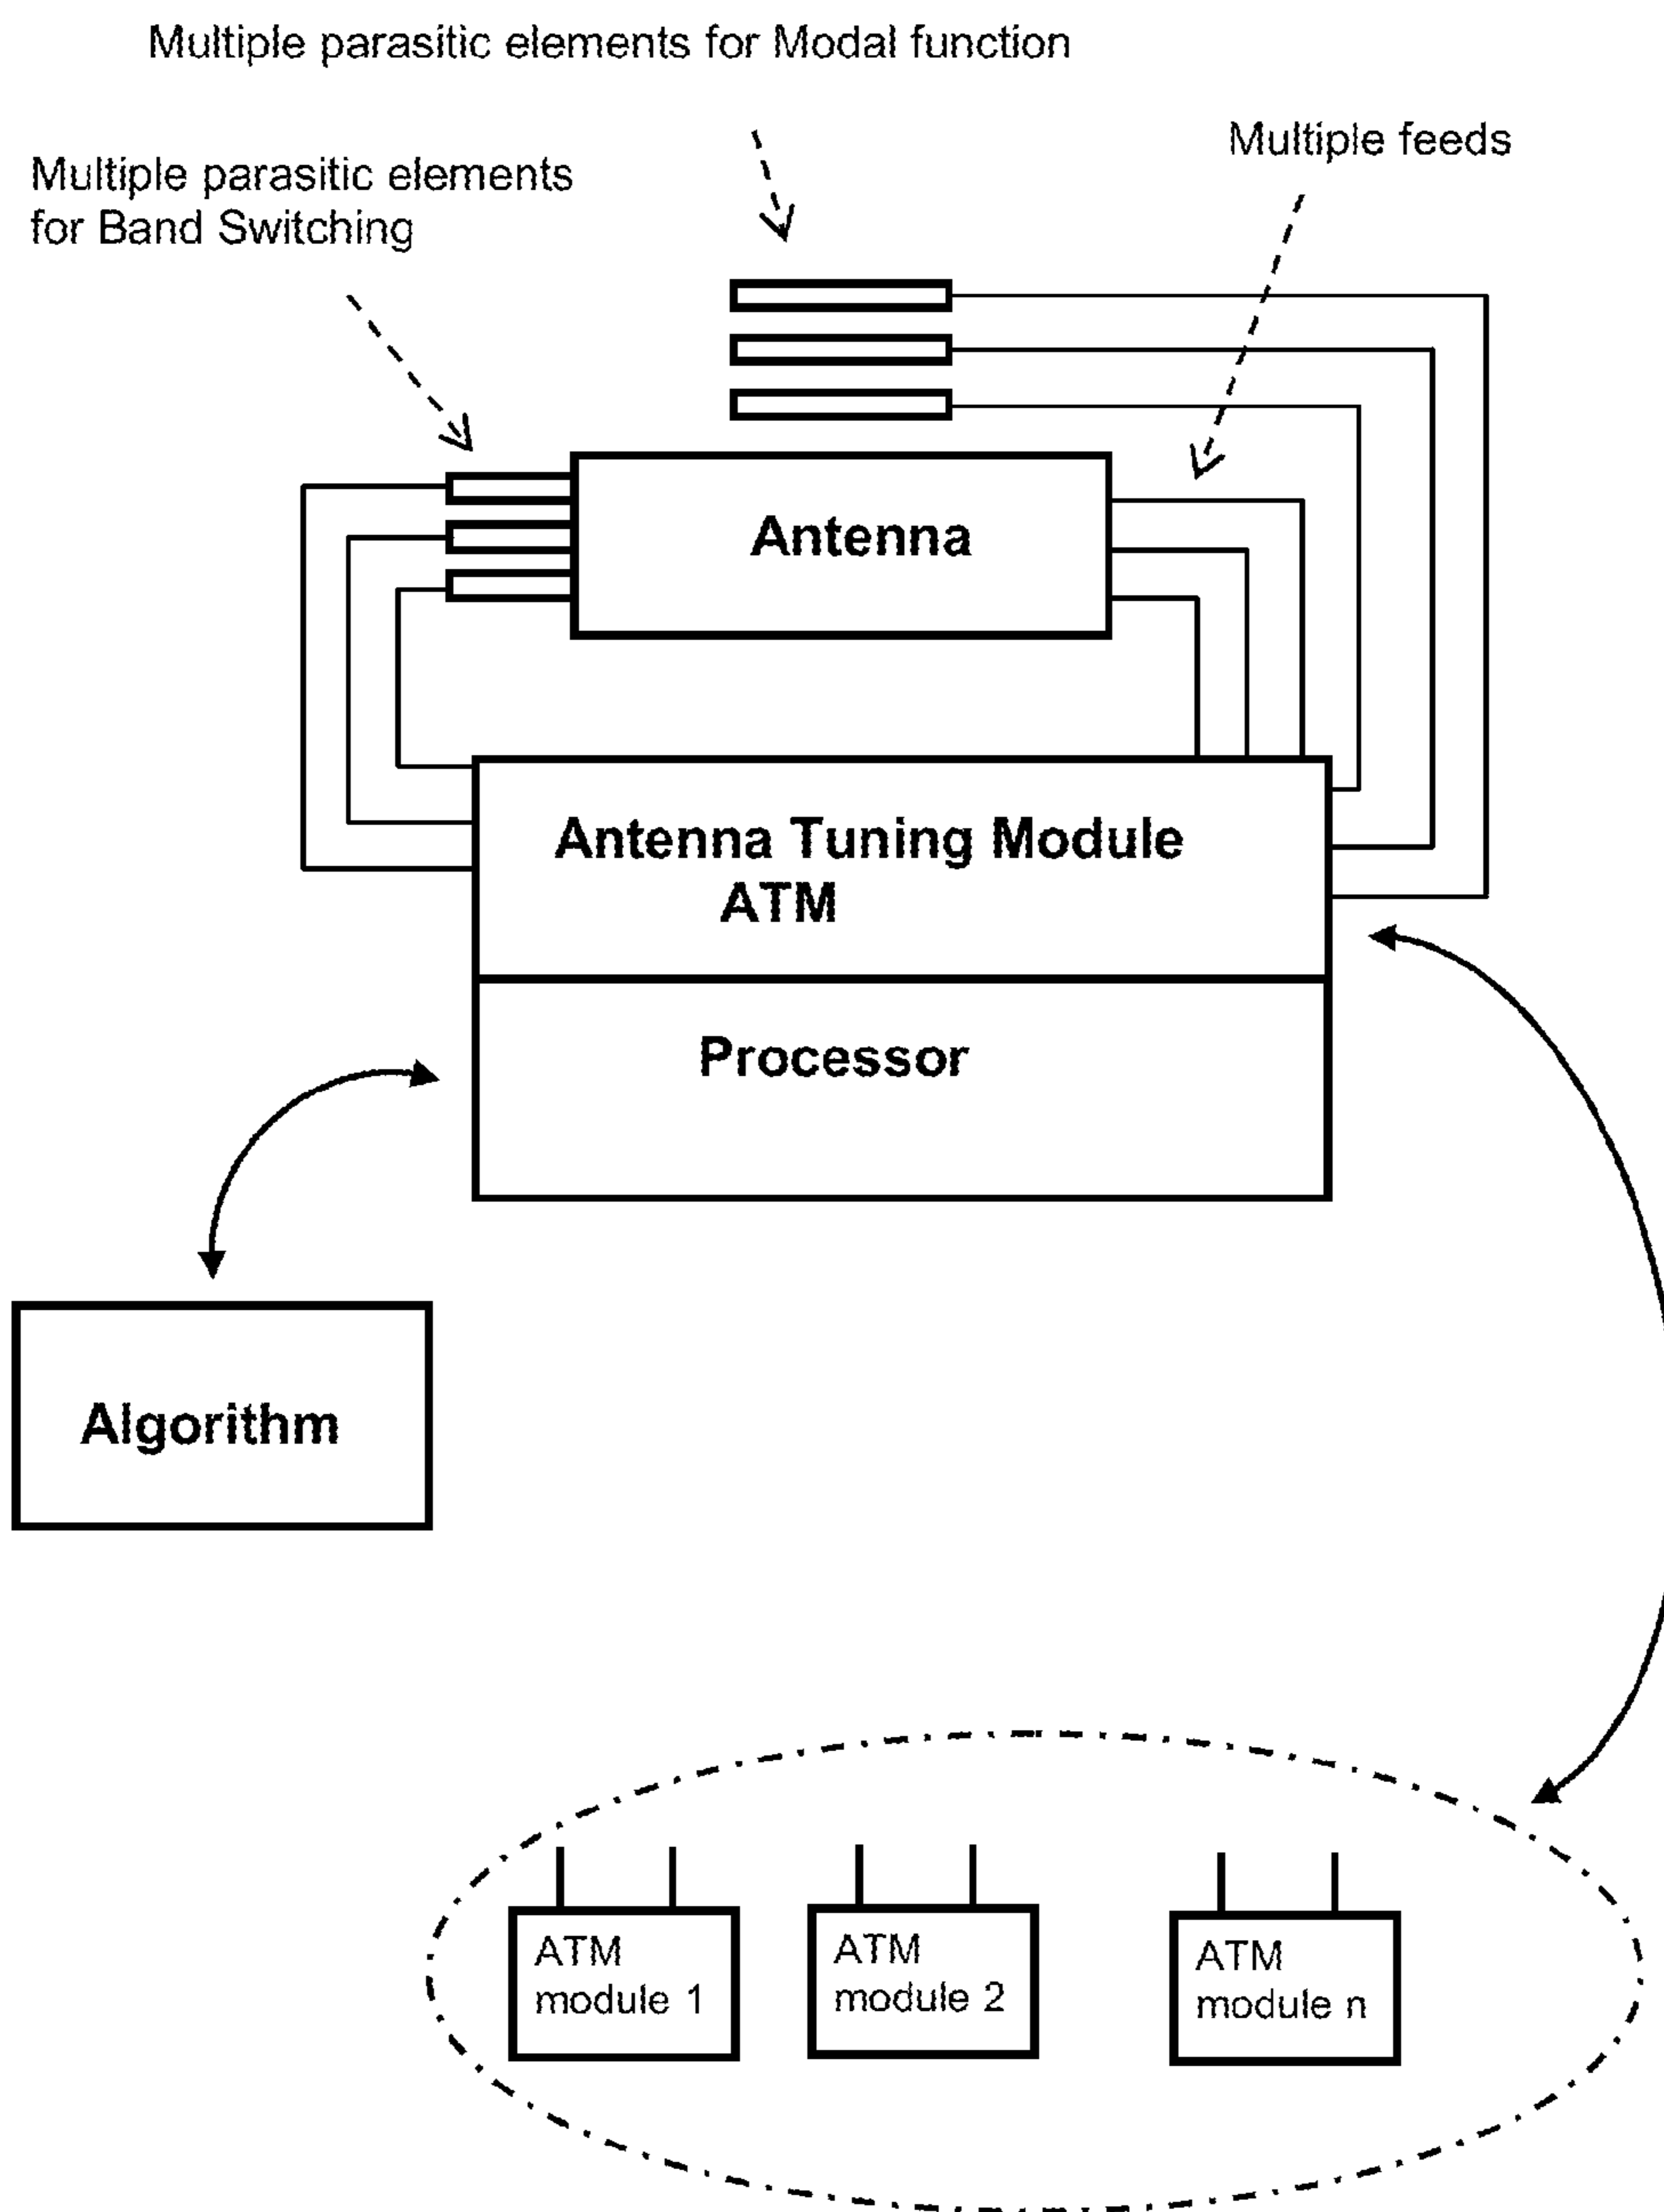 Multiple parasitic elements for Modal function
Multiple feeds
Multiple parasitic elements
for Band Switching
Antenna
Antenna Tuning Module
ATM
Processor
Algorithm
ATM
module 1
ATM
module 2
ATM
module n